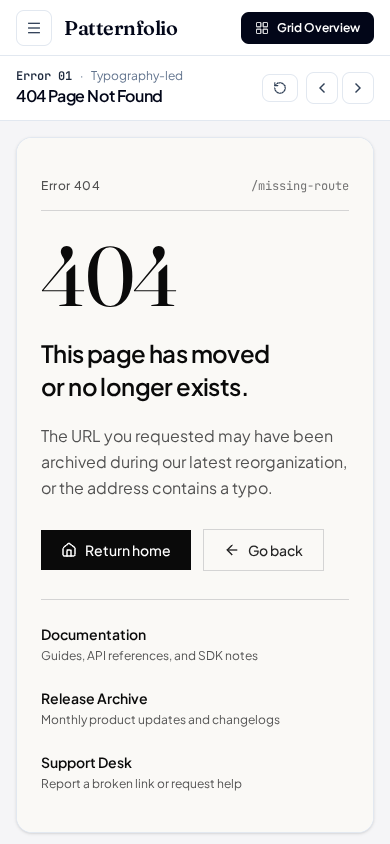 Patternfolio
Grid Overview
Error 01 · Typography-led
404 Page Not Found
Error 404
/missing-route
404
This page has moved
or no longer exists.
The URL you requested may have been
archived during our latest reorganization,
or the address contains a typo.
Return home
Go back
Documentation
Guides, API references, and SDK notes
Release Archive
Monthly product updates and changelogs
Support Desk
Report a broken link or request help